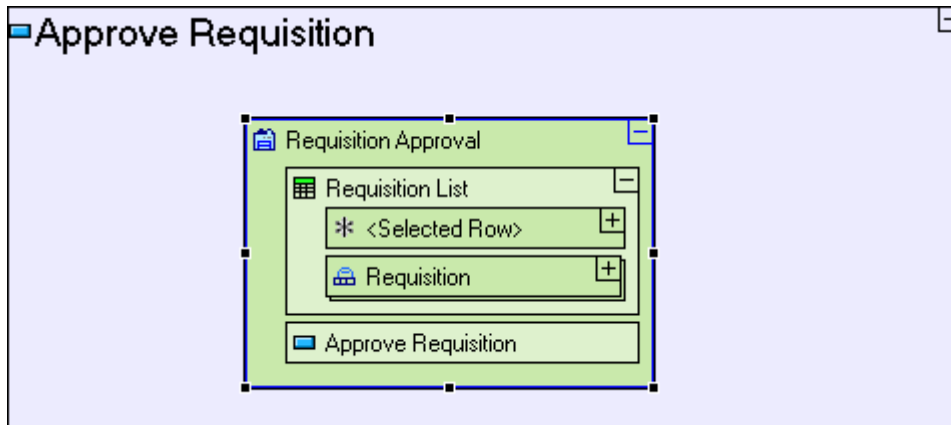 Approve Requisition
Requisition Approval
Requisition List
<Selected Row>
Requisition
Approve Requisition